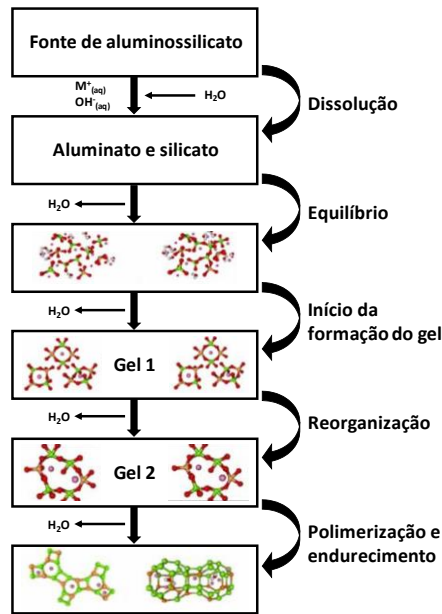 Fonte de aluminossilicato
M⁺(aq)
OH⁻(aq)
H₂O
Dissolução
Aluminato e silicato
H₂O
Equilíbrio
H₂O
Início da
formação do gel
Gel 1
H₂O
Reorganização
Gel 2
H₂O
Polimerização e
endurecimento